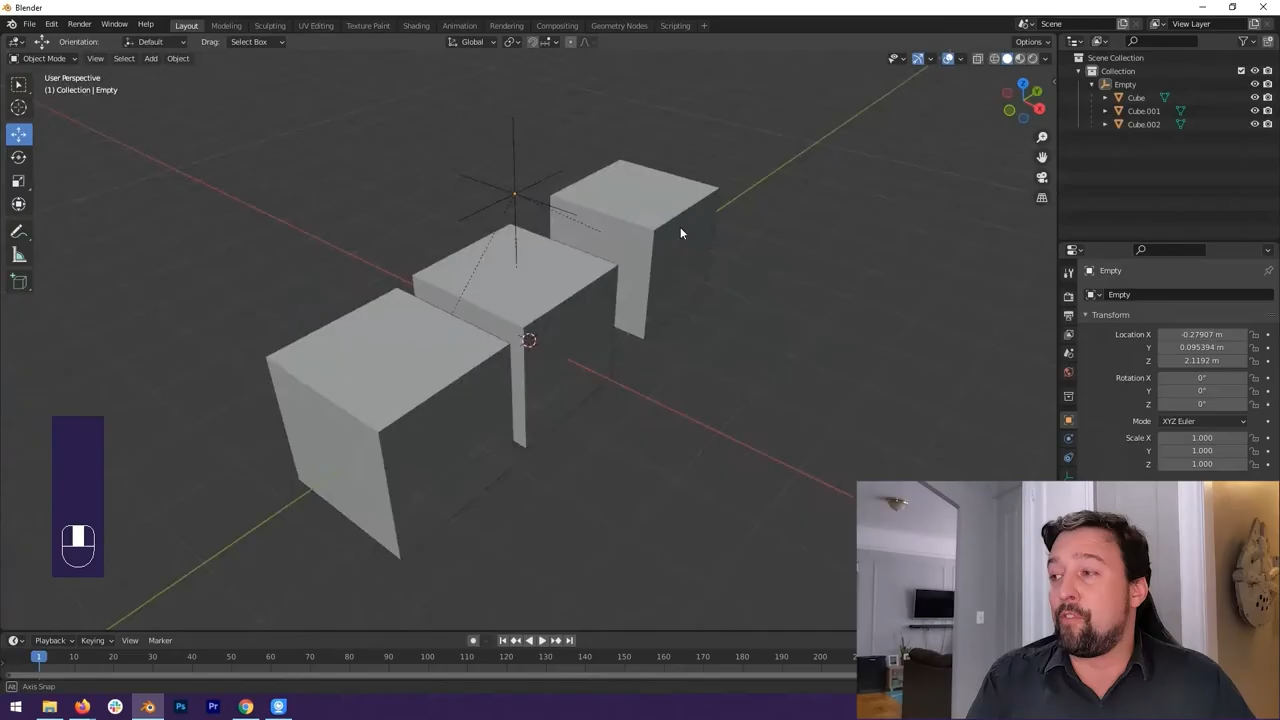 Blender
File Edit Render Window Help Layout Modeling Sculpting UV Editing Texture Paint Shading Animation Rendering Compositing Geometry Nodes Scripting + Scene View Layer
Orientation: Default Drag: Select Box Global Options
Object Mode View Select Add Object
User Perspective
(1) Collection | Empty
X
Y
Z
Scene Collection
Collection
Empty
Cube
Cube.001
Cube.002
Empty
Empty
Transform
Location X -0.27907 m
Y 0.095394 m
Z 2.1192 m
Rotation X 0°
Y 0°
Z 0°
Mode XYZ Euler
Scale X 1.000
Y 1.000
Z 1.000
Playback Keying View Marker
1 10 20 30 40 50 60 70 80 90 100 110 120 130 140 150 160 170 180 190 200
Alt Axis Snap
Ps Pr